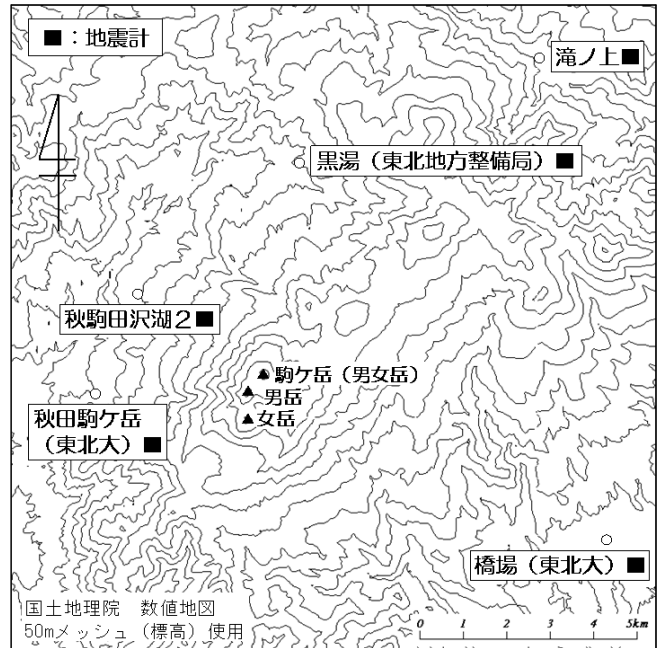 ■：地震計
滝ノ上■
黒湯（東北地方整備局）■
秋駒田沢湖２■
駒ケ岳（男女岳）
男岳
女岳
秋田駒ケ岳
（東北大）■
橋場（東北大）■
国土地理院 数値地図
50mメッシュ（標高）使用
0 1 2 3 4 5km